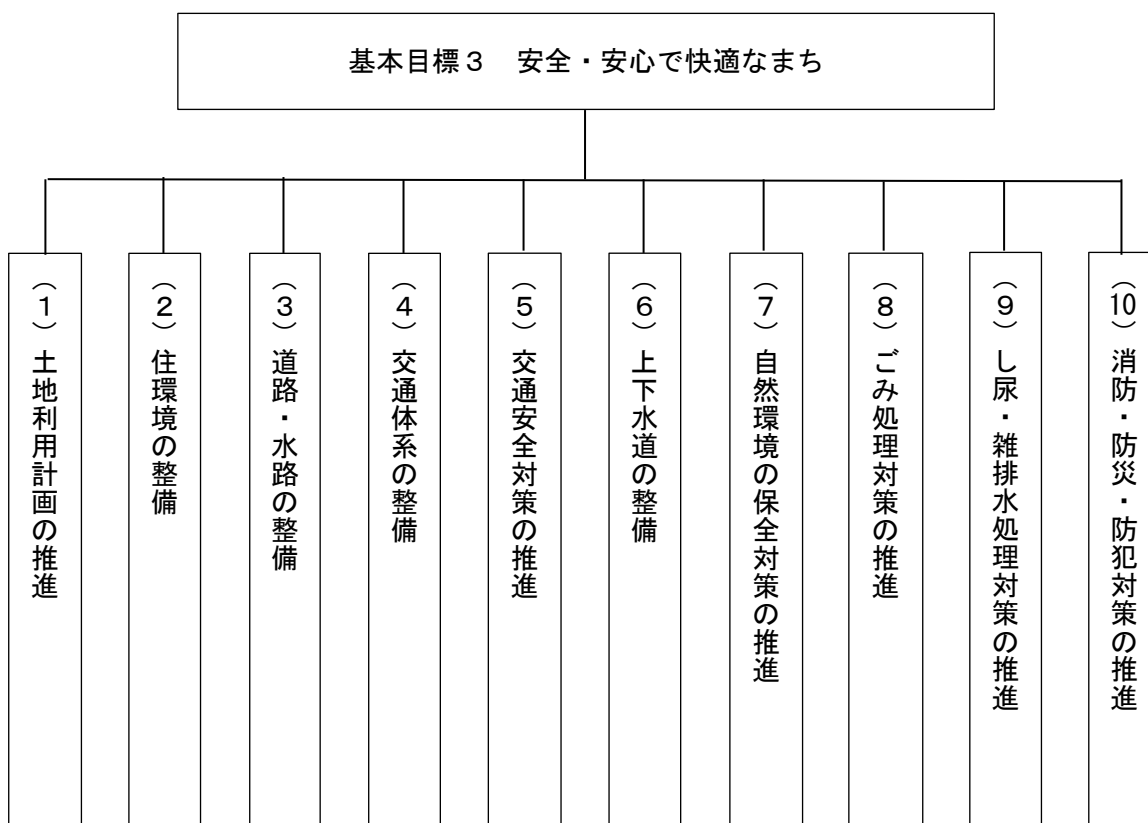 基本目標３　安全・安心で快適なまち
（１）土地利用計画の推進
（２）住環境の整備
（３）道路・水路の整備
（４）交通体系の整備
（５）交通安全対策の推進
（６）上下水道の整備
（７）自然環境の保全対策の推進
（８）ごみ処理対策の推進
（９）し尿・雑排水処理対策の推進
（10）消防・防災・防犯対策の推進